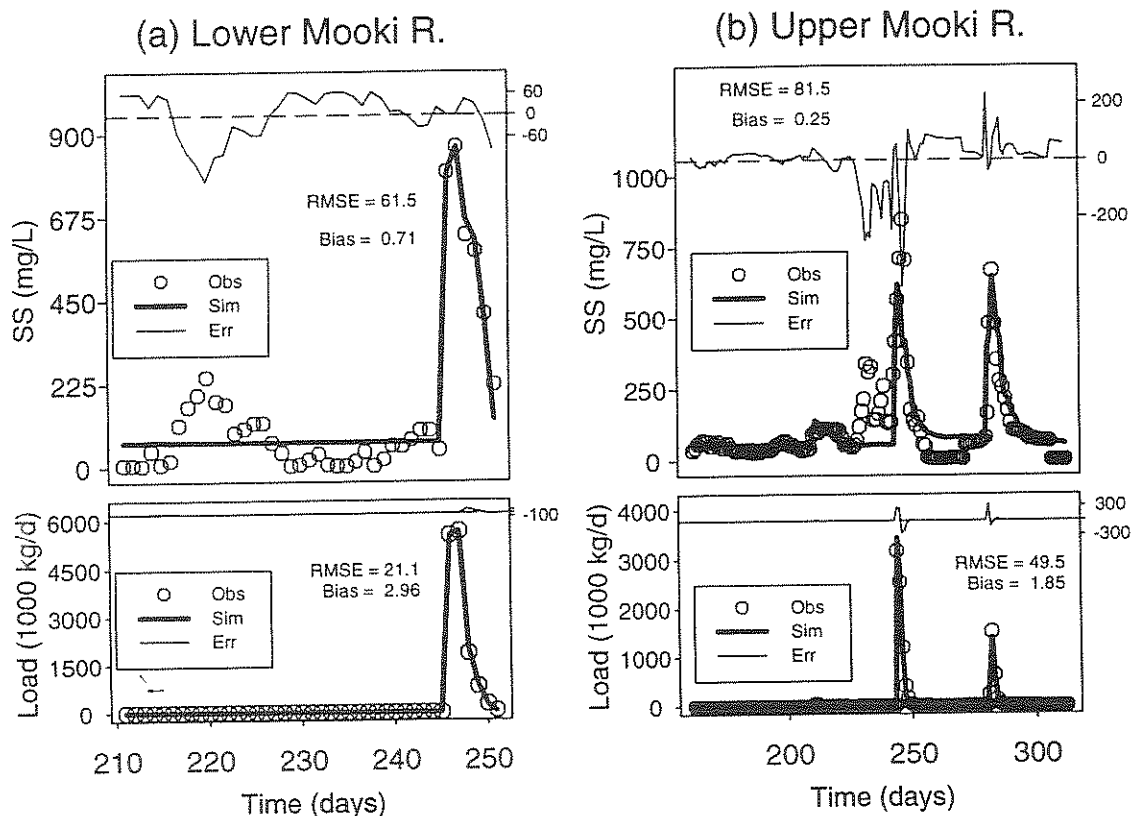 (a) Lower Mooki R.
60
0
-60
900
675
450
225
0
SS (mg/L)
RMSE = 61.5
Bias = 0.71
Obs
Sim
Err
-100
6000
4500
3000
1500
0
Load (1000 kg/d)
RMSE = 21.1
Bias = 2.96
Obs
Sim
Err
210 220 230 240 250
Time (days)
(b) Upper Mooki R.
RMSE = 81.5
Bias = 0.25
200
0
-200
1000
750
500
250
0
SS (mg/L)
Obs
Sim
Err
300
-300
4000
3000
2000
1000
0
Load (1000 kg/d)
RMSE = 49.5
Bias = 1.85
Obs
Sim
Err
200 250 300
Time (days)